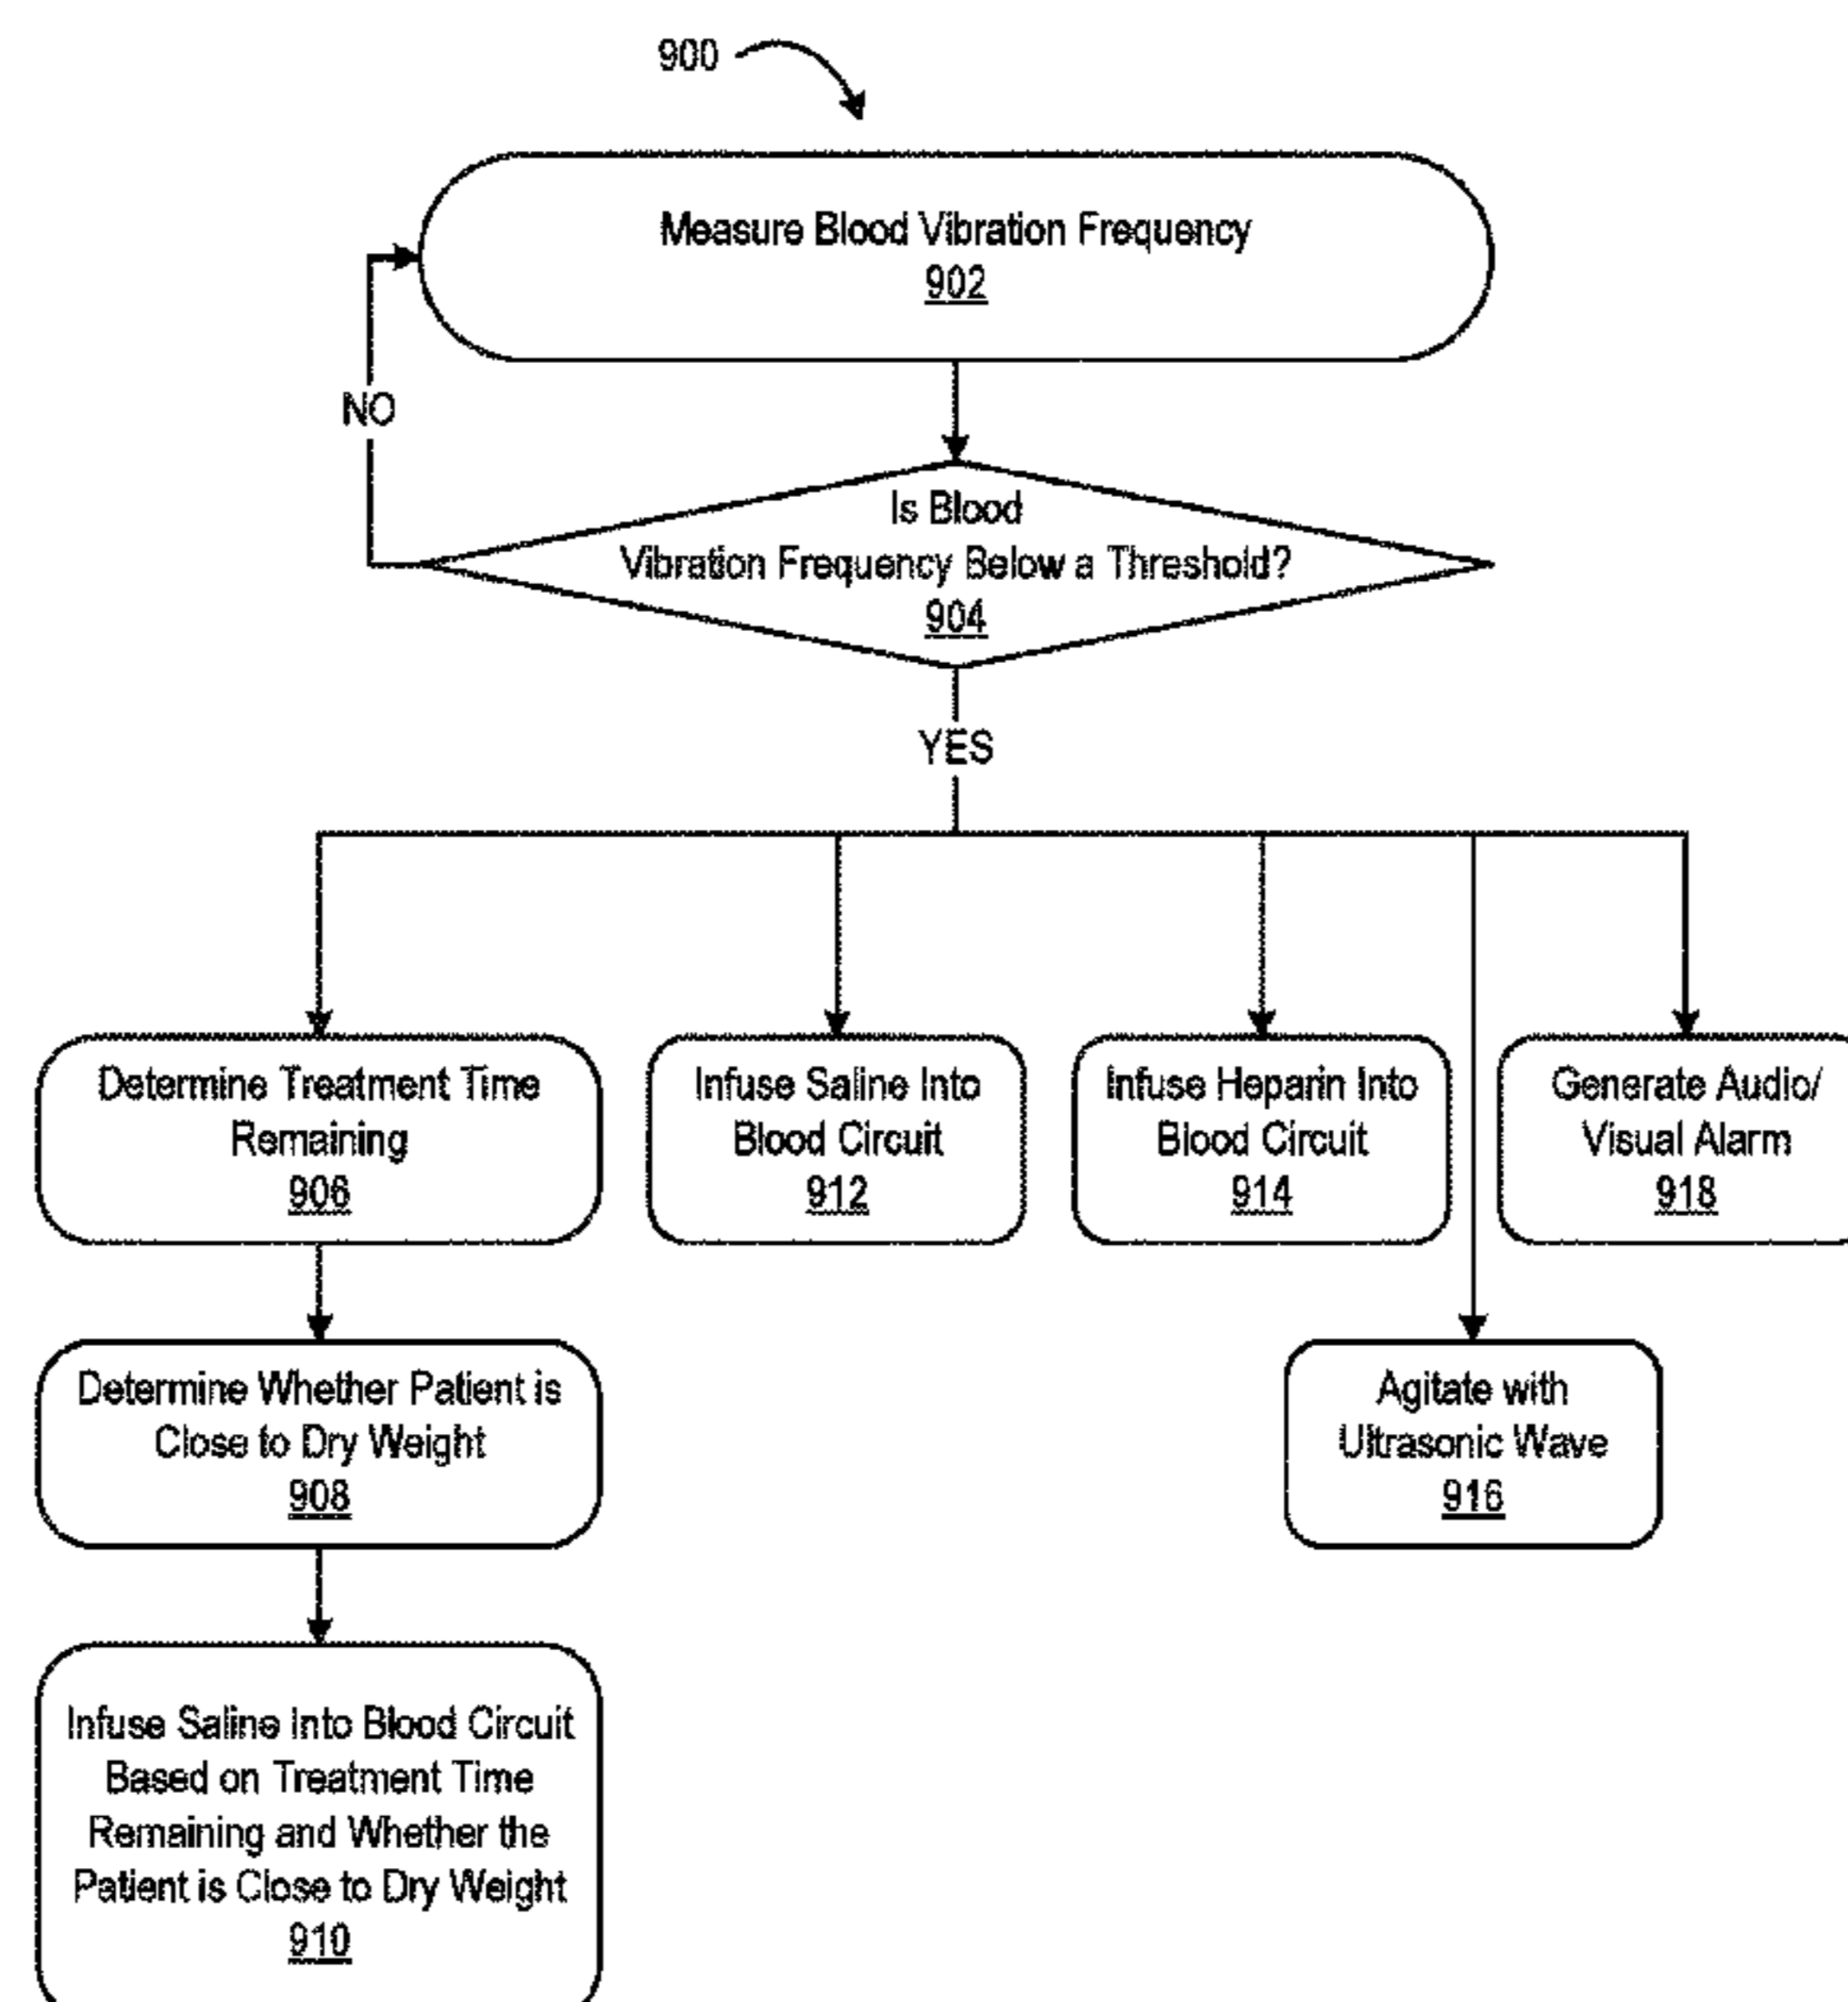 900
Measure Blood Vibration Frequency
902
NO
Is Blood
Vibration Frequency Below a Threshold?
904
YES
Determine Treatment Time
Remaining
906
Infuse Saline Into
Blood Circuit
912
Infuse Heparin Into
Blood Circuit
914
Generate Audio/
Visual Alarm
918
Determine Whether Patient is
Close to Dry Weight
908
Agitate with
Ultrasonic Wave
916
Infuse Saline Into Blood Circuit
Based on Treatment Time
Remaining and Whether the
Patient is Close to Dry Weight
910